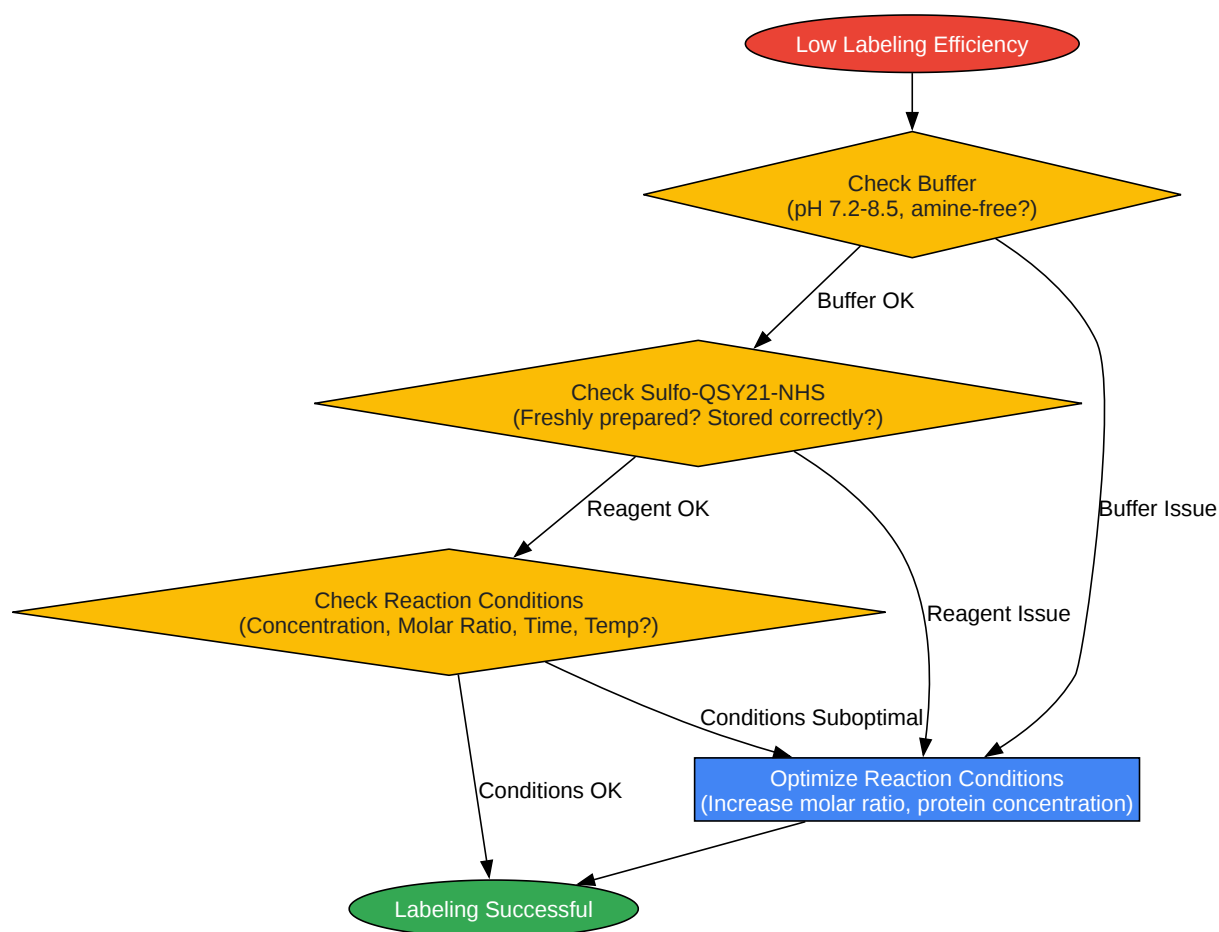 Low Labeling Efficiency
Check Buffer
(pH 7.2-8.5, amine-free?)
Buffer OK
Check Sulfo-QSY21-NHS
(Freshly prepared? Stored correctly?)
Reagent OK
Buffer Issue
Check Reaction Conditions
(Concentration, Molar Ratio, Time, Temp?)
Reagent Issue
Conditions Suboptimal
Optimize Reaction Conditions
(Increase molar ratio, protein concentration)
Conditions OK
Labeling Successful